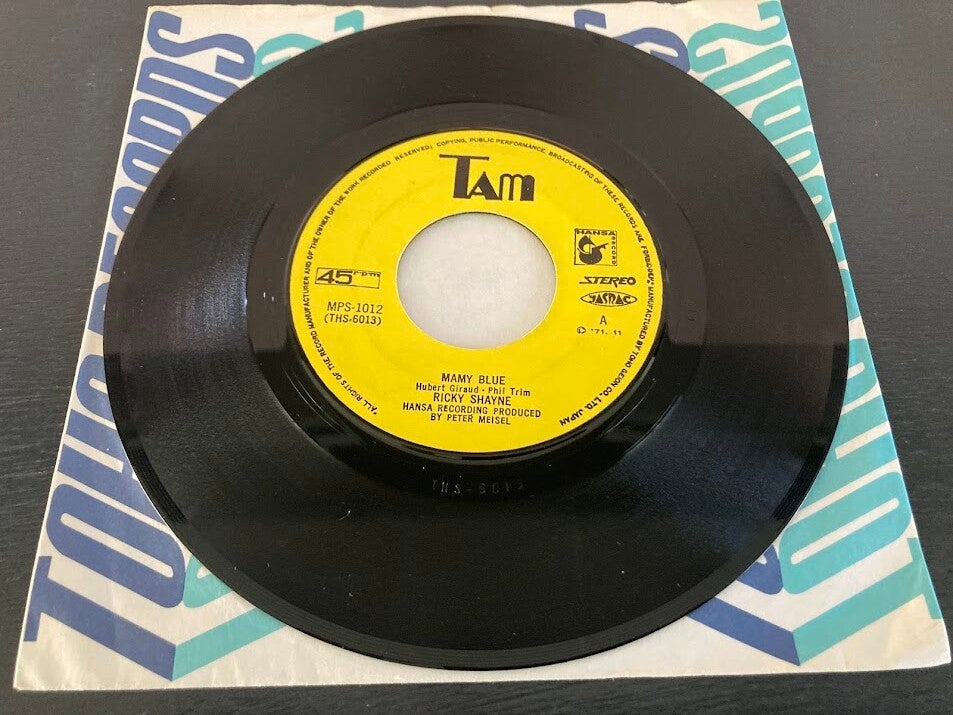 TOHO RECORDS
TAM
HANSA
RECORD
45 rpm
STEREO
MPS-1012
JASRAC
(THS-6013)
A
Ⓟ '71. 11
MAMY BLUE
Hubert Giraud · Phil Trim
RICKY SHAYNE
HANSA RECORDING PRODUCED
BY PETER MEISEL
"ALL RIGHTS OF THE RECORD MANUFACTURER AND OF THE OWNER OF THE WORK RECORDED. RESERVED; COPYING, PUBLIC PERFORMANCE, BROADCASTING OF THESE RECORDS ARE FORBIDDEN." MANUFACTURED BY TOHO GEION CO., LTD. JAPAN
THS-6013